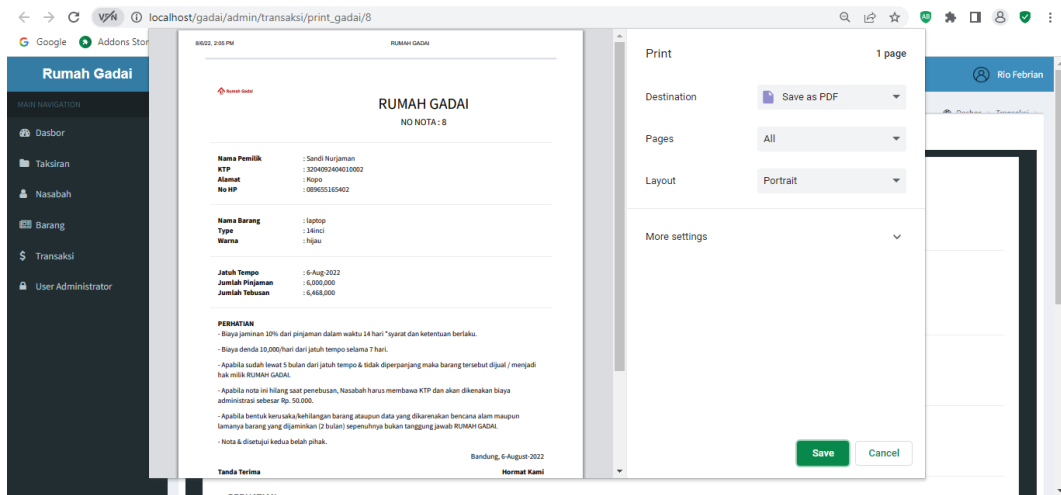 VPN
localhost/gadai/admin/transaksi/print_gadai/8
Google
Addons Stor
Rumah Gadai
Rio Febrian
MAIN NAVIGATION
Dasbor
Taksiran
Nasabah
Barang
Transaksi
User Administrator
8/6/22, 2:05 PM
RUMAH GADAI
Rumah Gadai
RUMAH GADAI
NO NOTA : 8
Nama Pemilik : Sandi Nurjaman
KTP : 3204092404010002
Alamat : Kopo
No HP : 089655165402
Nama Barang : laptop
Type : 14inci
Warna : hijau
Jatuh Tempo : 6-Aug-2022
Jumlah Pinjaman : 6,000,000
Jumlah Tebusan : 6,468,000
PERHATIAN
- Biaya jaminan 10% dari pinjaman dalam waktu 14 hari *syarat dan ketentuan berlaku.
- Biaya denda 10,000/hari dari jatuh tempo selama 7 hari.
- Apabila sudah lewat 5 bulan dari jatuh tempo & tidak diperpanjang maka barang tersebut dijual / menjadi
hak milik RUMAH GADAI.
- Apabila nota ini hilang saat penebusan, Nasabah harus membawa KTP dan akan dikenakan biaya
administrasi sebesar Rp. 50.000.
- Apabila bentuk kerusaka/kehilangan barang ataupun data yang dikarenakan bencana alam maupun
lamanya barang yang dijaminkan (2 bulan) sepenuhnya bukan tanggung jawab RUMAH GADAI.
- Nota & disetujui kedua belah pihak.
Bandung, 6-August-2022
Tanda Terima
Hormat Kami
Print
1 page
Destination
Save as PDF
Pages
All
Layout
Portrait
More settings
Save
Cancel